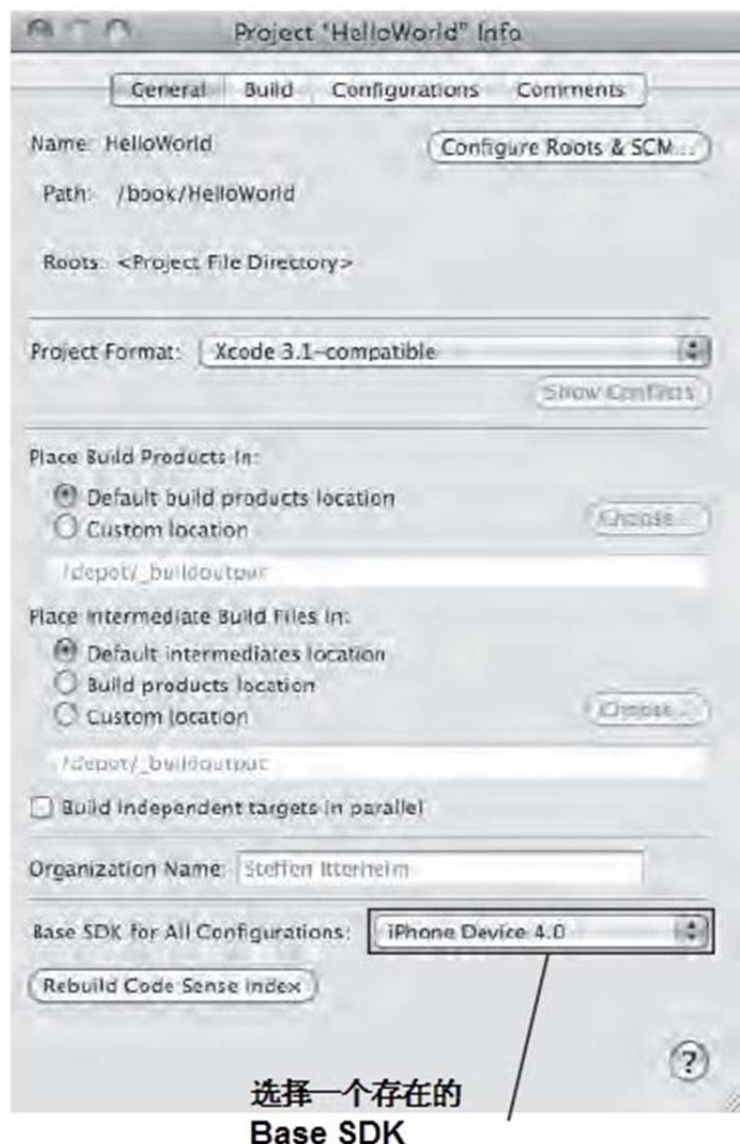 Project "HelloWorld" Info
General Build Configurations Comments
Name: HelloWorld
Configure Roots & SCM...
Path: /book/HelloWorld
Roots: <Project File Directory>
Project Format: Xcode 3.1-compatible
Show Conflicts
Place Build Products In:
Default build products location
Custom location
Choose...
/depot/_buildoutput
Place Intermediate Build Files In:
Default intermediates location
Build products location
Custom location
Choose...
/depot/_buildoutput
Build independent targets in parallel
Organization Name: Steffen Itterheim
Base SDK for All Configurations: iPhone Device 4.0
Rebuild Code Sense Index
?
选择一个存在的
Base SDK